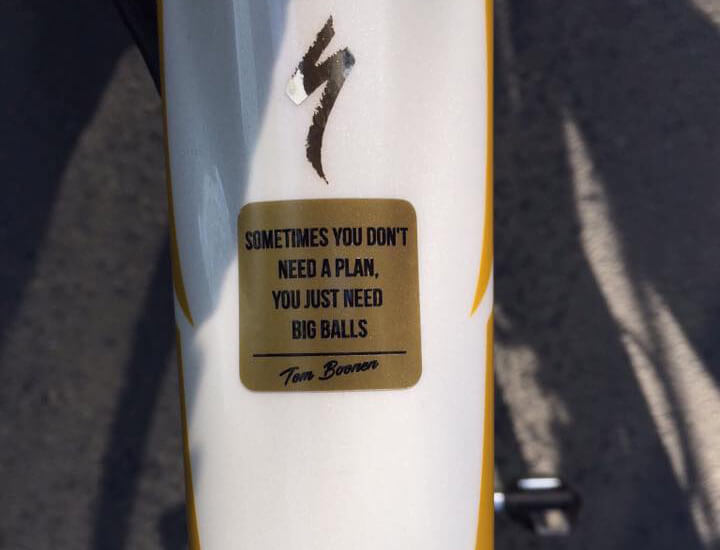 SOMETIMES YOU DON'T
NEED A PLAN,
YOU JUST NEED
BIG BALLS
Tom Boonen